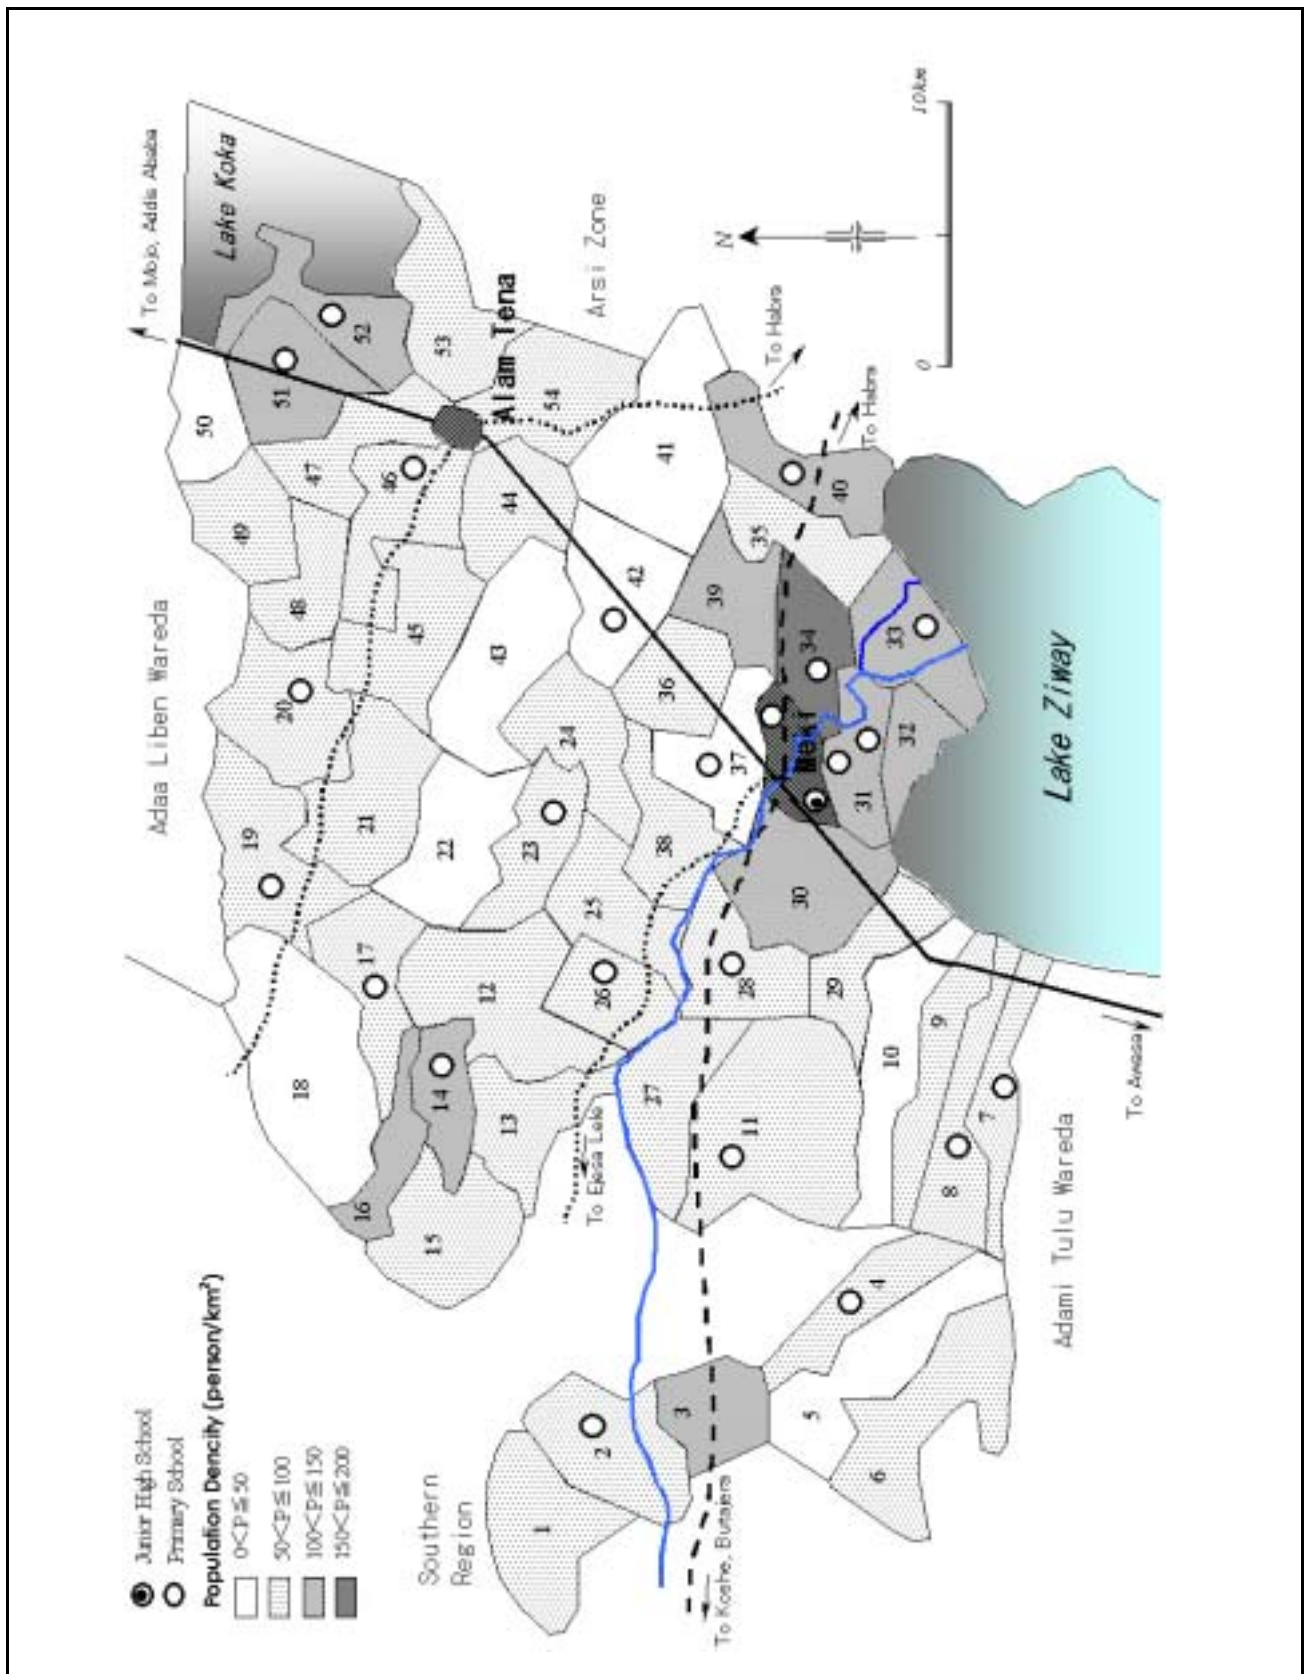 Junior High School
Primary School
Population Dencity (person/km²)
0<P≦50
50<P≦100
100<P≦150
150<P≦200
Southern
Region
Adaa Liben Wareda
To Mojo, Addis Ababa
Lake Koka
Arsi Zone
Alam Tena
N
0
10km
To Habra
To Habra
Meki
Lake Ziway
To Awasa
Adami Tulu Wareda
To Ejesa Lele
To Koshe, Butajera
1
2
3
4
5
6
7
8
9
10
11
12
13
14
15
16
17
18
19
20
21
22
23
24
25
26
27
28
29
30
31
32
33
34
35
36
37
38
39
40
41
42
43
44
45
46
47
48
49
50
51
52
53
54